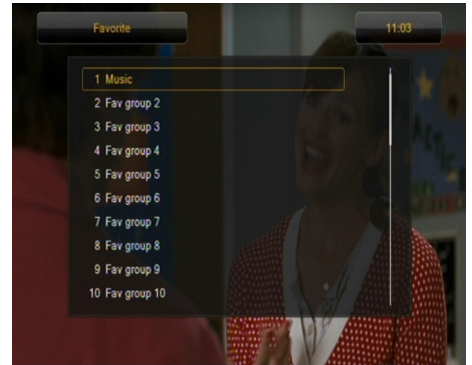 Favorite
11:03
1 Music
2 Fav group 2
3 Fav group 3
4 Fav group 4
5 Fav group 5
6 Fav group 6
7 Fav group 7
8 Fav group 8
9 Fav group 9
10 Fav group 10